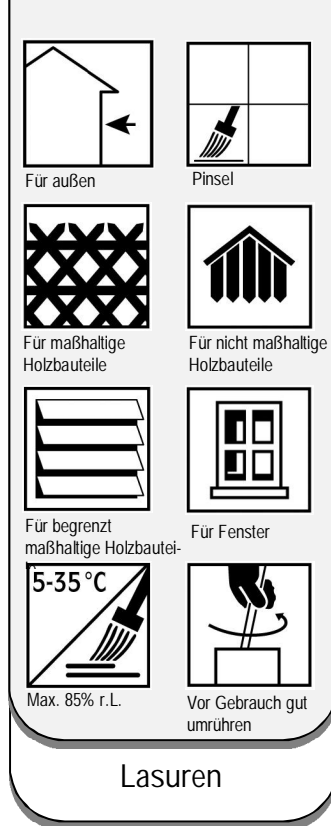 Für außen
Pinsel
Für maßhaltige
Holzbauteile
Für nicht maßhaltige
Holzbauteile
Für begrenzt
maßhaltige Holzbautei-
Für Fenster
5-35°C
Max. 85% r.L.
Vor Gebrauch gut
umrühren
Lasuren